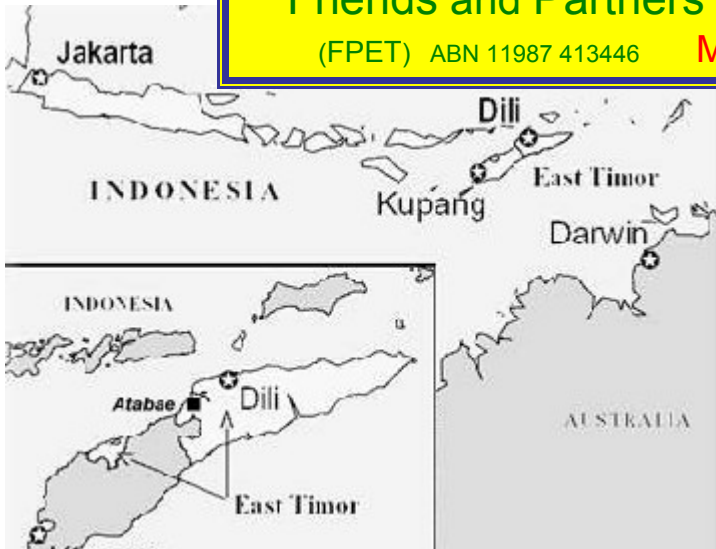 Friends and Partners
(FPET) ABN 11987 413446
Jakarta
Dili
INDONESIA
East Timor
Kupang
Darwin
INDONESIA
Atabae
Dili
AUSTRALIA
East Timor